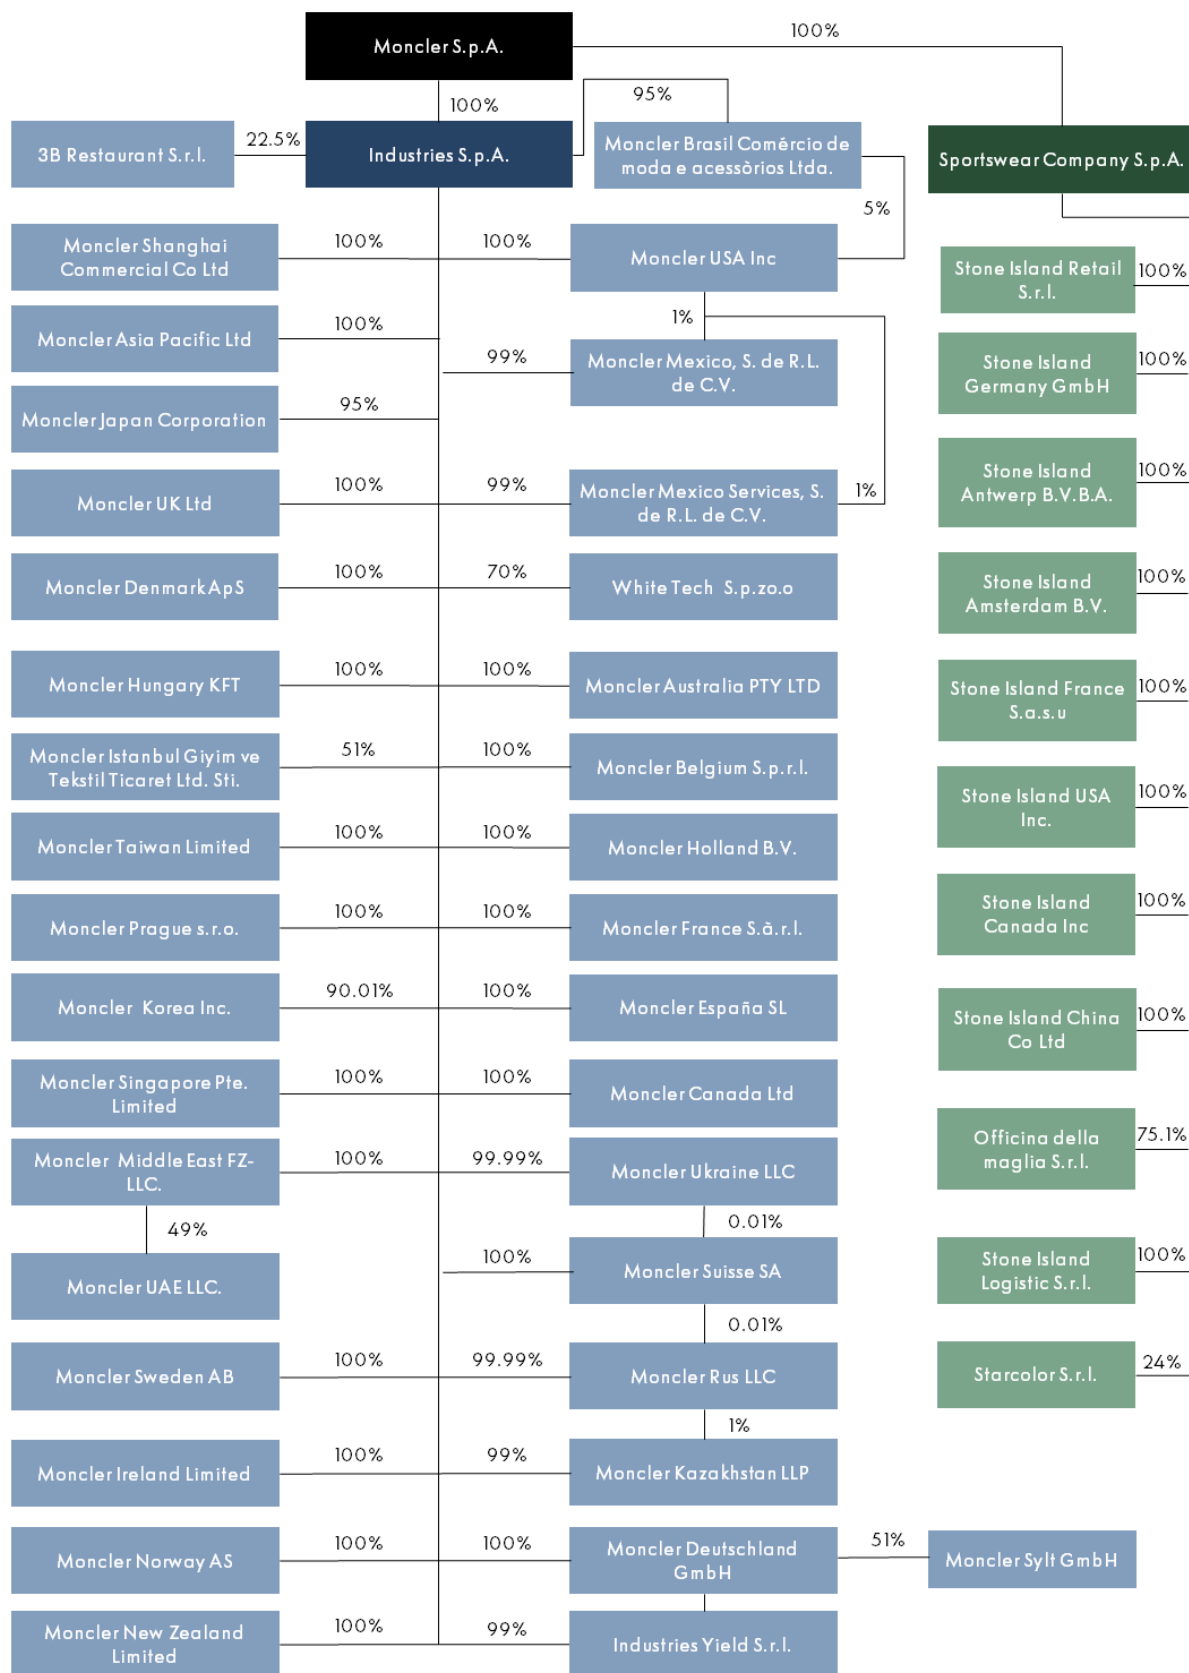 Moncler S.p.A.
100%
100%
95%
3B Restaurant S.r.l.
22.5%
Industries S.p.A.
Moncler Brasil Comércio de
moda e acessòrios Ltda.
Sportswear Company S.p.A.
5%
Moncler Shanghai
Commercial Co Ltd
100%
100%
Moncler USA Inc
Stone Island Retail
S.r.l.
100%
Moncler Asia Pacific Ltd
100%
1%
99%
Moncler Mexico, S. de R.L.
de C.V.
Stone Island
Germany GmbH
100%
Moncler Japan Corporation
95%
Moncler UK Ltd
100%
99%
Moncler Mexico Services, S.
de R.L. de C.V.
1%
Stone Island
Antwerp B.V.B.A.
100%
Moncler Denmark ApS
100%
70%
White Tech S.p.zo.o
Stone Island
Amsterdam B.V.
100%
Moncler Hungary KFT
100%
100%
Moncler Australia PTY LTD
Stone Island France
S.a.s.u
100%
Moncler Istanbul Giyim ve
Tekstil Ticaret Ltd. Sti.
51%
100%
Moncler Belgium S.p.r.l.
Stone Island USA
Inc.
100%
Moncler Taiwan Limited
100%
100%
Moncler Holland B.V.
Moncler Prague s.r.o.
100%
100%
Moncler France S.à.r.l.
Stone Island
Canada Inc
100%
Moncler Korea Inc.
90.01%
100%
Moncler España SL
Stone Island China
Co Ltd
100%
Moncler Singapore Pte.
Limited
100%
100%
Moncler Canada Ltd
Moncler Middle East FZ-
LLC.
100%
99.99%
Moncler Ukraine LLC
Officina della
maglia S.r.l.
75.1%
49%
0.01%
Moncler UAE LLC.
100%
Moncler Suisse SA
Stone Island
Logistic S.r.l.
100%
0.01%
Moncler Sweden AB
100%
99.99%
Moncler Rus LLC
Starcolor S.r.l.
24%
1%
Moncler Ireland Limited
100%
99%
Moncler Kazakhstan LLP
Moncler Norway AS
100%
100%
Moncler Deutschland
GmbH
51%
Moncler Sylt GmbH
Moncler New Zealand
Limited
100%
99%
Industries Yield S.r.l.